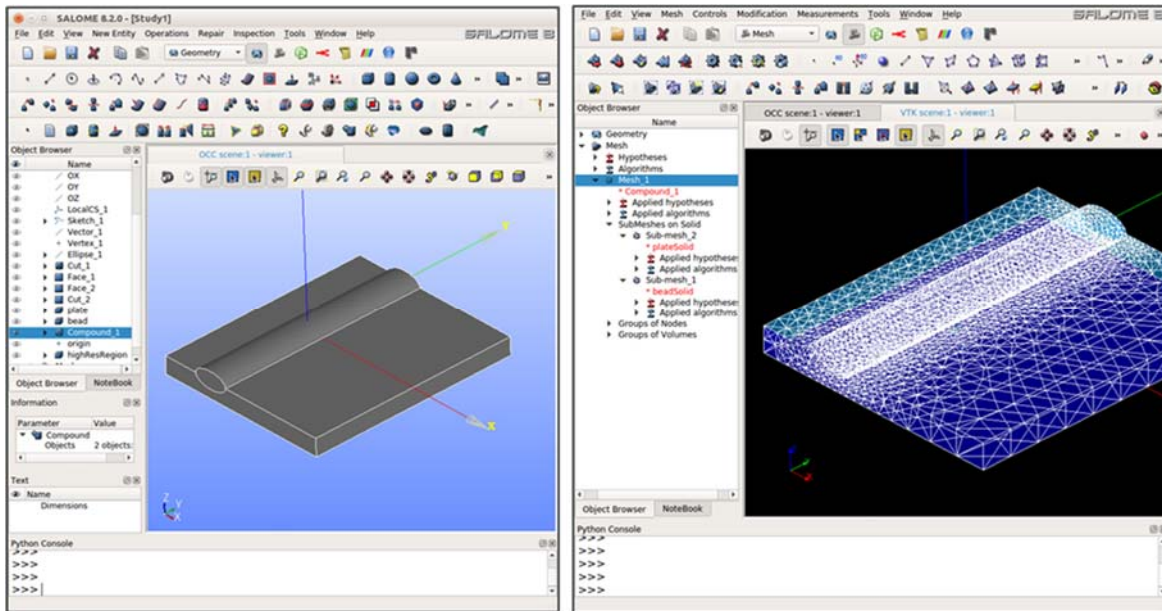 SALOME 8.2.0 - [Study1]
File Edit View New Entity Operations Repair Inspection Tools Window Help
SALOME 8
Geometry
Object Browser
Name
OX
OY
OZ
LocalCS_1
Sketch_1
Vector_1
Vertex_1
Ellipse_1
Cut_1
Face_1
Face_2
Cut_2
plate
bead
Compound_1
origin
highResRegion
Object Browser NoteBook
Information
Parameter Value
Compound
Objects 2 objects:
Text
Name
Dimensions
OCC scene:1 - viewer:1
Y
X
Z
Y
X
Python Console
>>>
>>>
>>>
>>>
File Edit View Mesh Controls Modification Measurements Tools Window Help
SALOME 8
Mesh
Object Browser
Name
Geometry
Mesh
Hypotheses
Algorithms
Mesh_1
* Compound_1
Applied hypotheses
Applied algorithms
SubMeshes on Solid
Sub-mesh_2
* plateSolid
Applied hypotheses
Applied algorithms
Sub-mesh_1
* beadSolid
Applied hypotheses
Applied algorithms
Groups of Nodes
Groups of Volumes
Object Browser NoteBook
OCC scene:1 - viewer:1 VTK scene:1 - viewer:1
Python Console
>>>
>>>
>>>
>>>